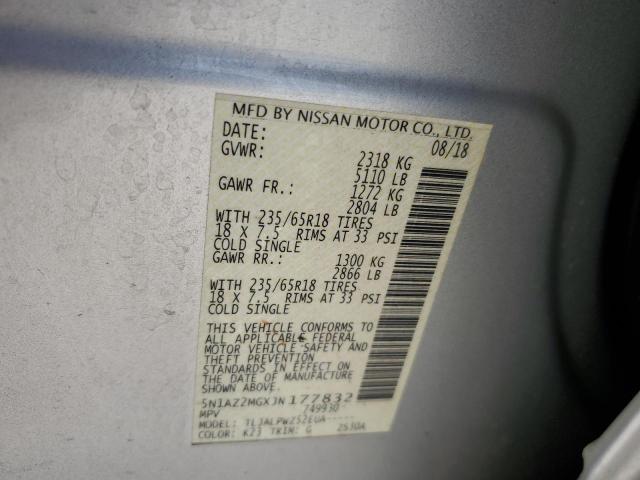 MFD BY NISSAN MOTOR CO., LTD.
DATE: 08/18
GVWR: 2318 KG
5110 LB
GAWR FR.: 1272 KG
2804 LB
WITH 235/65R18 TIRES
18 X 7.5 RIMS AT 33 PSI
COLD SINGLE
GAWR RR.: 1300 KG
2866 LB
WITH 235/65R18 TIRES
18 X 7.5 RIMS AT 33 PSI
COLD SINGLE
THIS VEHICLE CONFORMS TO
ALL APPLICABLE FEDERAL
MOTOR VEHICLE SAFETY AND
THEFT PREVENTION
STANDARDS IN EFFECT ON
THE DATE OF MANUFACTURE
SHOWN ABOVE.
5N1AZ2MGXJN177832
MPV 749930
MODEL: TLJALPWZ52EUA-----
COLOR: K23 TRIM: G 2530A